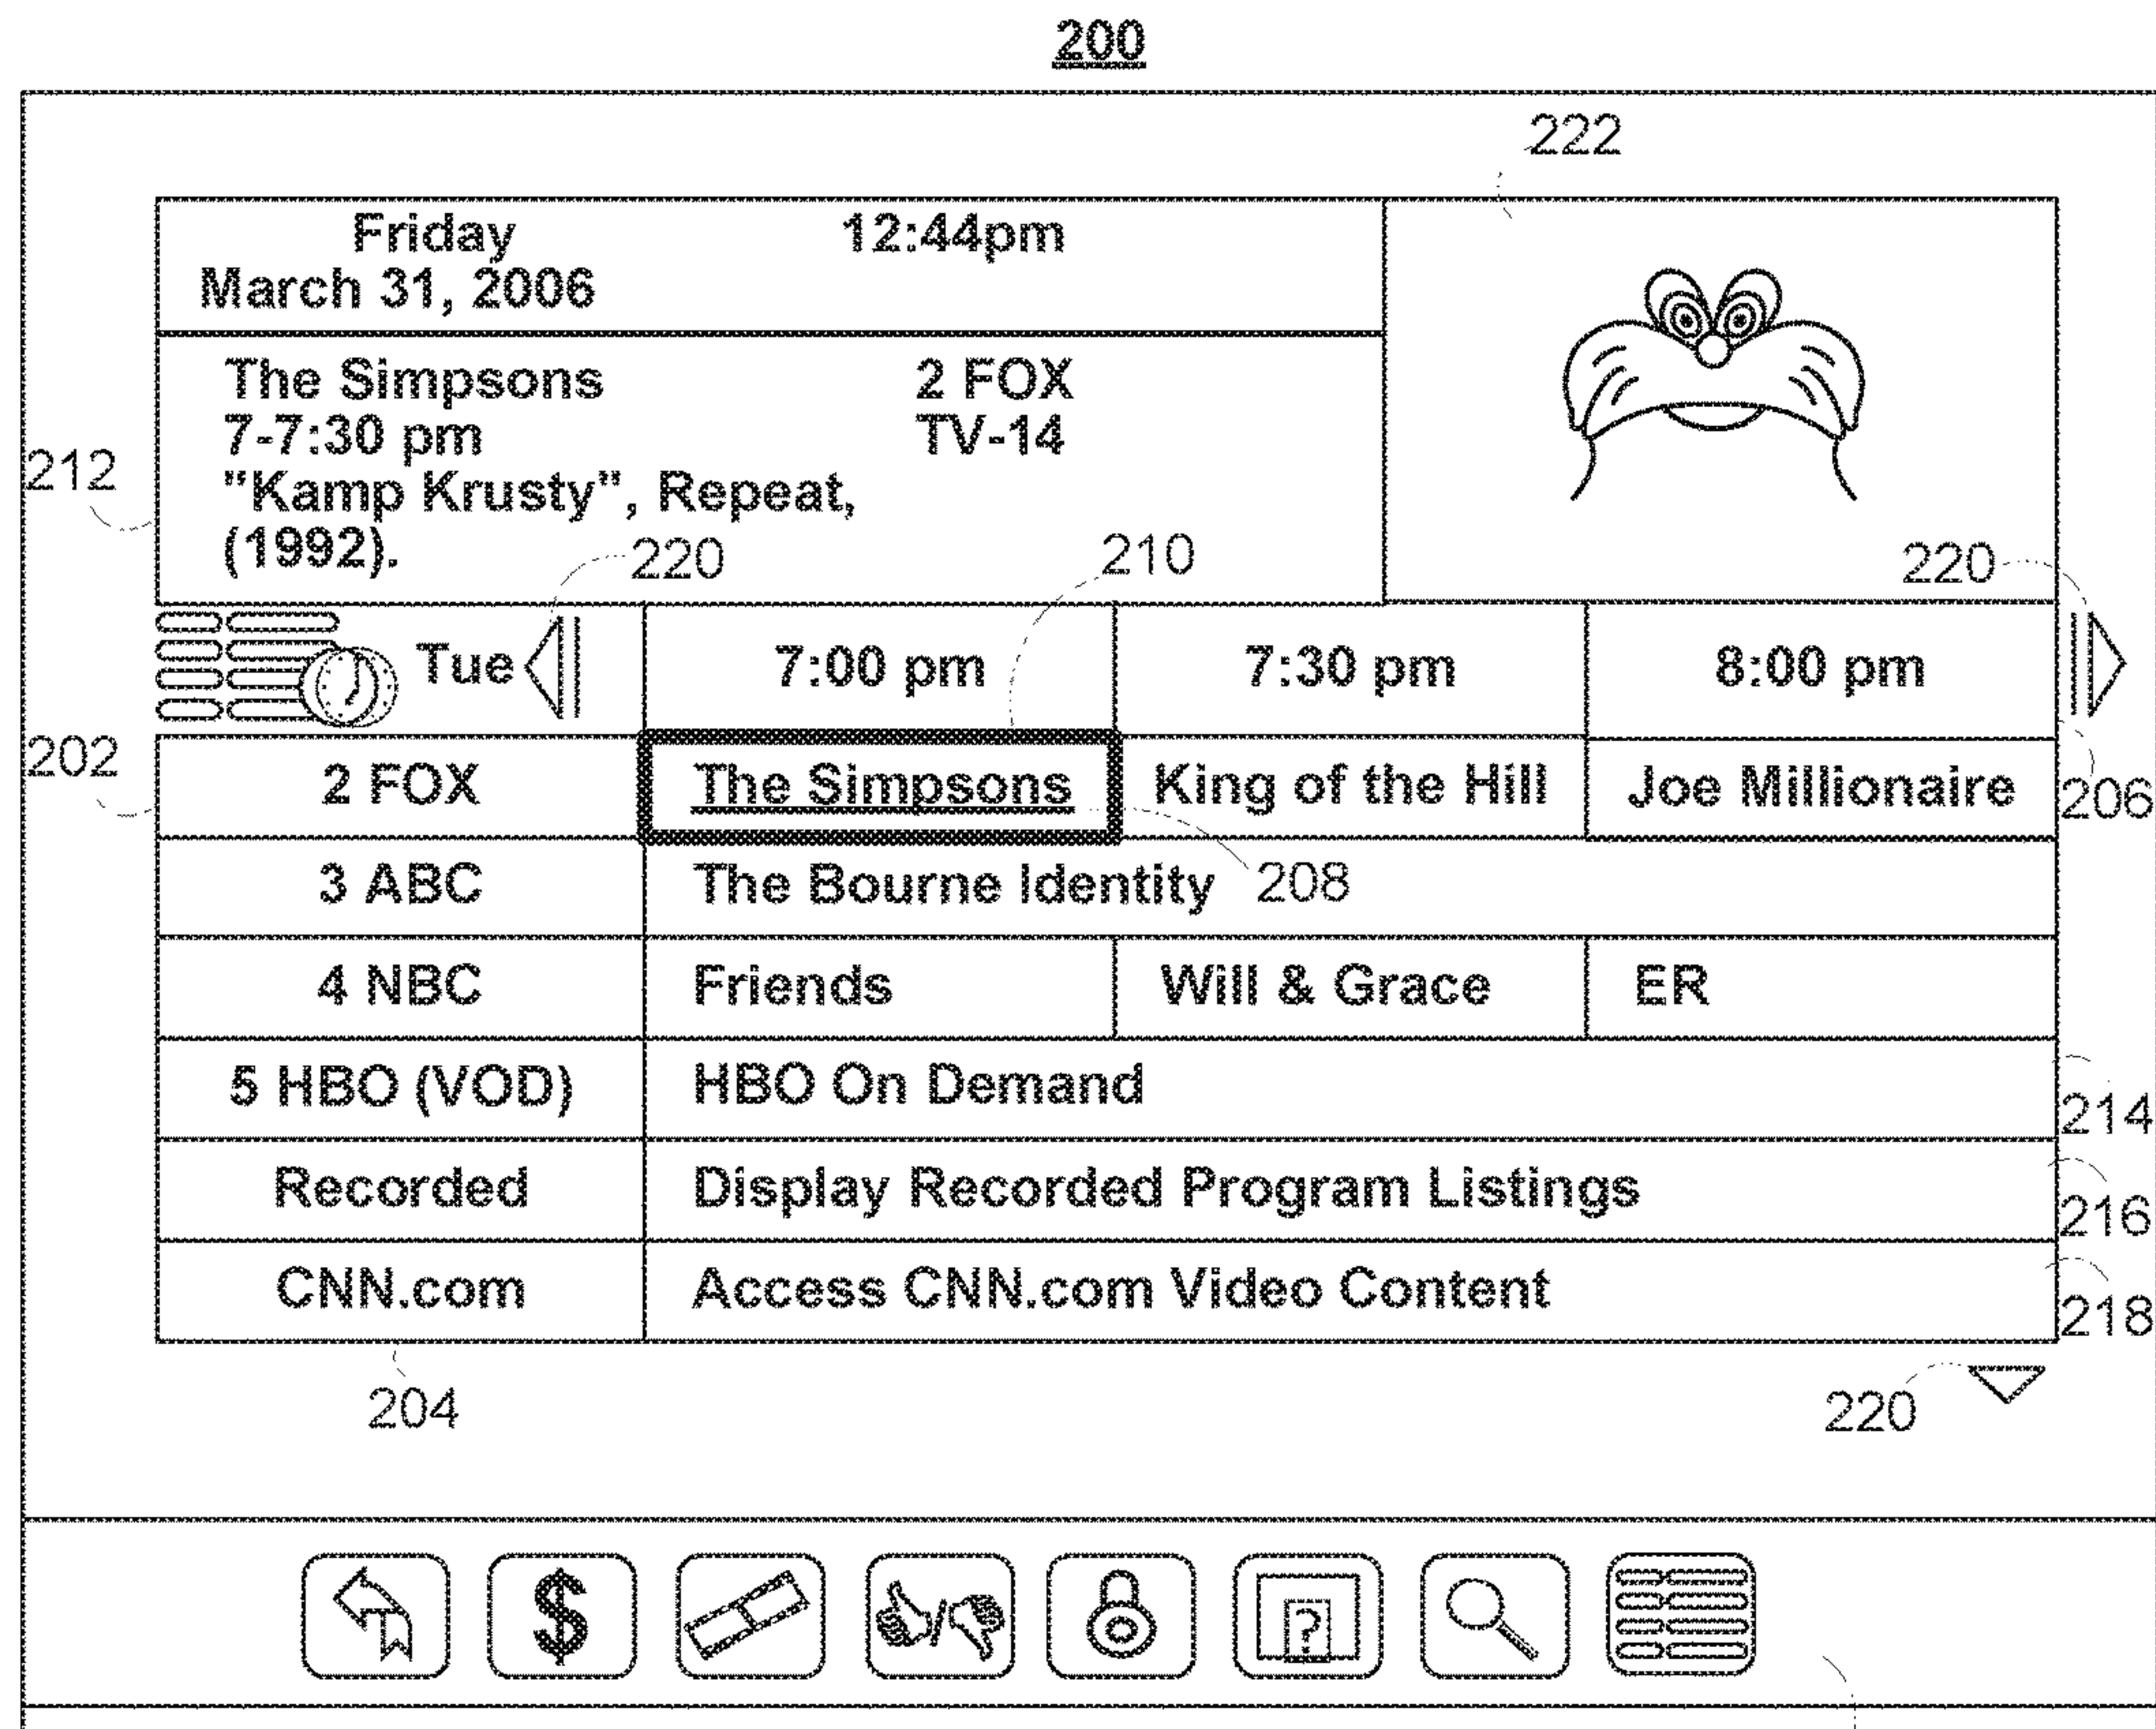 200
222
Friday 12:44pm
March 31, 2006
The Simpsons 2 FOX
7-7:30 pm TV-14
212
"Kamp Krusty", Repeat,
(1992).
220 210 220
Tue 7:00 pm 7:30 pm 8:00 pm
202
2 FOX The Simpsons King of the Hill Joe Millionaire
206
3 ABC The Bourne Identity 208
4 NBC Friends Will & Grace ER
5 HBO (VOD) HBO On Demand
214
Recorded Display Recorded Program Listings
216
CNN.com Access CNN.com Video Content
218
204 220
$ / ?